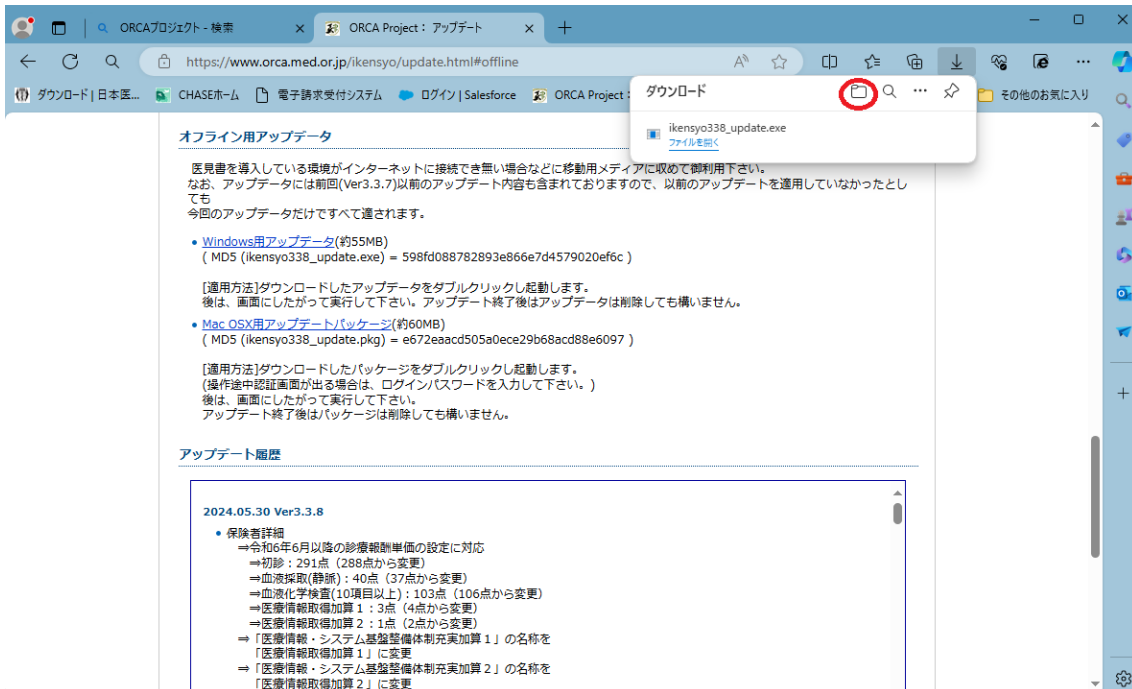 ORCAプロジェクト - 検索
ORCA Project： アップデート
https://www.orca.med.or.jp/ikensyo/update.html#offline
ダウンロード | 日本医...
CHASEホーム
電子請求受付システム
ログイン | Salesforce
ORCA Project：
その他のお気に入り
ダウンロード
ikensyo338_update.exe
ファイルを開く
オフライン用アップデータ
医見書を導入している環境がインターネットに接続でき無い場合などに移動用メディアに収めて御利用下さい。
なお、アップデータには前回(Ver3.3.7)以前のアップデート内容も含まれておりますので、以前のアップデートを適用していなかったとし
ても
今回のアップデータだけですべて適されます。
• Windows用アップデータ(約55MB)
( MD5 (ikensyo338_update.exe) = 598fd088782893e866e7d4579020ef6c )
[適用方法]ダウンロードしたアップデータをダブルクリックし起動します。
後は、画面にしたがって実行して下さい。アップデート終了後はアップデータは削除しても構いません。
• Mac OSX用アップデートパッケージ(約60MB)
( MD5 (ikensyo338_update.pkg) = e672eaacd505a0ece29b68acd88e6097 )
[適用方法]ダウンロードしたパッケージをダブルクリックし起動します。
(操作途中認証画面が出る場合は、ログインパスワードを入力して下さい。)
後は、画面にしたがって実行して下さい。
アップデート終了後はパッケージは削除しても構いません。
アップデート履歴
2024.05.30 Ver3.3.8
• 保険者詳細
⇒令和6年6月以降の診療報酬単価の設定に対応
⇒初診：291点（288点から変更）
⇒血液採取(静脈)：40点（37点から変更）
⇒血液化学検査(10項目以上)：103点（106点から変更）
⇒医療情報取得加算１：3点（4点から変更）
⇒医療情報取得加算２：1点（2点から変更）
⇒「医療情報・システム基盤整備体制充実加算１」の名称を
「医療情報取得加算１」に変更
⇒「医療情報・システム基盤整備体制充実加算２」の名称を
「医療情報取得加算２」に変更